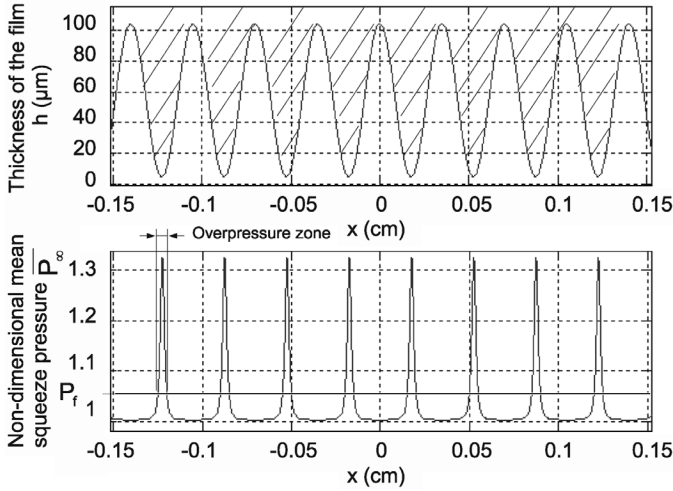 Thickness of the film
h (µm)
100
80
60
40
20
0
-0.15 -0.1 -0.05 0 0.05 0.1 0.15
x (cm)
Overpressure zone
Non-dimensional mean
squeeze pressure P∞
1.3
1.2
1.1
Pf
1
-0.15 -0.1 -0.05 0 0.05 0.1 0.15
x (cm)